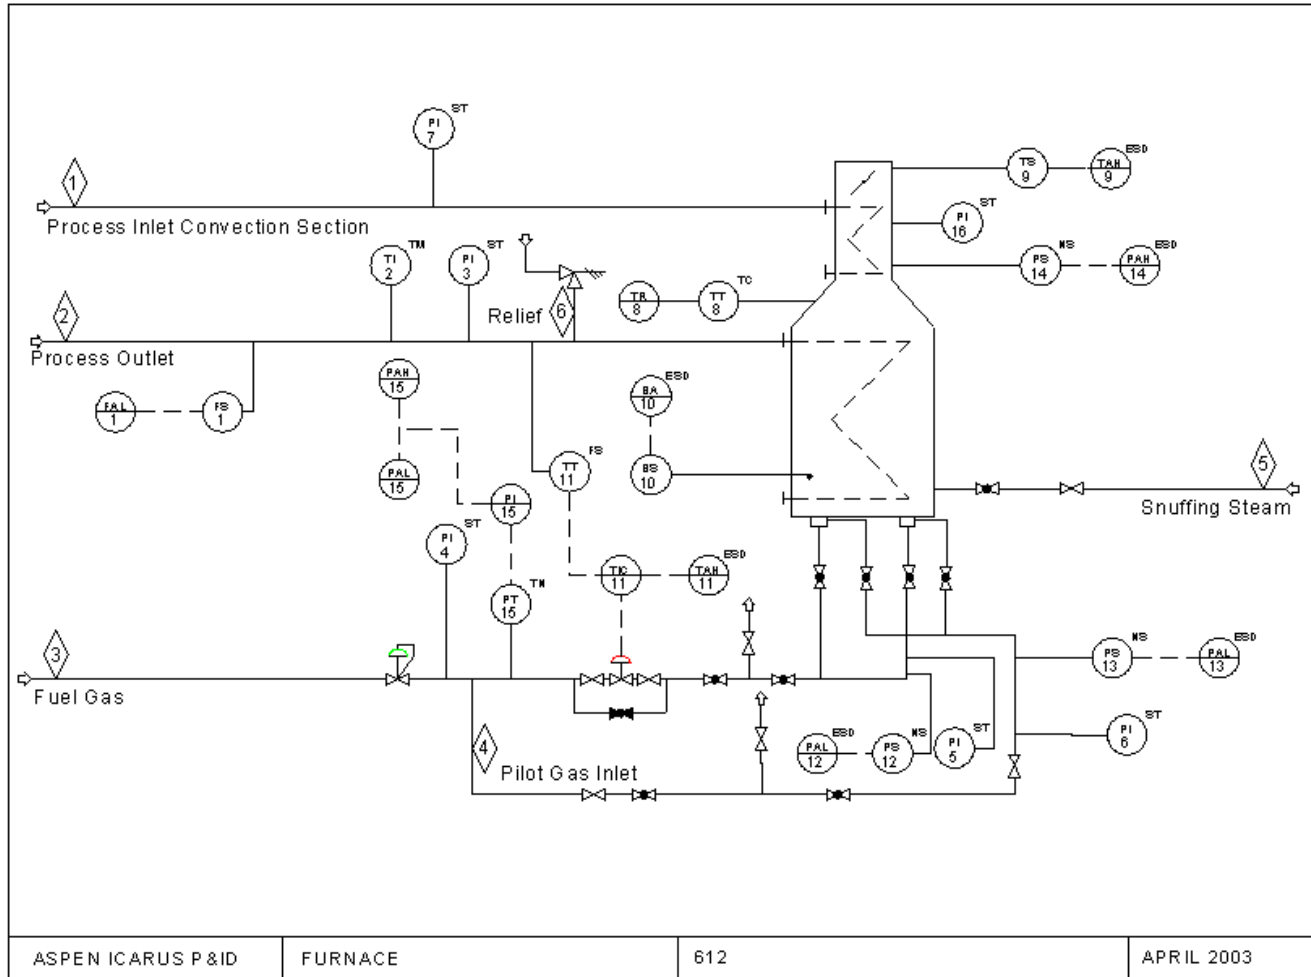 PI
7
ST
1
Process Inlet Convection Section
TS
9
TAH
9
ESD
PI
16
ST
TI
2
TM
PI
3
ST
PS
14
NS
PAH
14
ESD
2
Process Outlet
Relief
6
TR
8
TT
8
TC
FAL
1
FS
1
PAH
15
PAL
15
BA
10
ESD
BS
10
TT
11
FS
PI
15
5
Snuffing Steam
PI
4
ST
PT
15
TN
TIC
11
TAH
11
ESD
3
Fuel Gas
PS
13
NS
PAL
13
ESD
4
Pilot Gas Inlet
PAL
12
ESD
PS
12
NS
PI
5
ST
PI
6
ST
ASPEN ICARUS P&ID
FURNACE
612
APRIL 2003